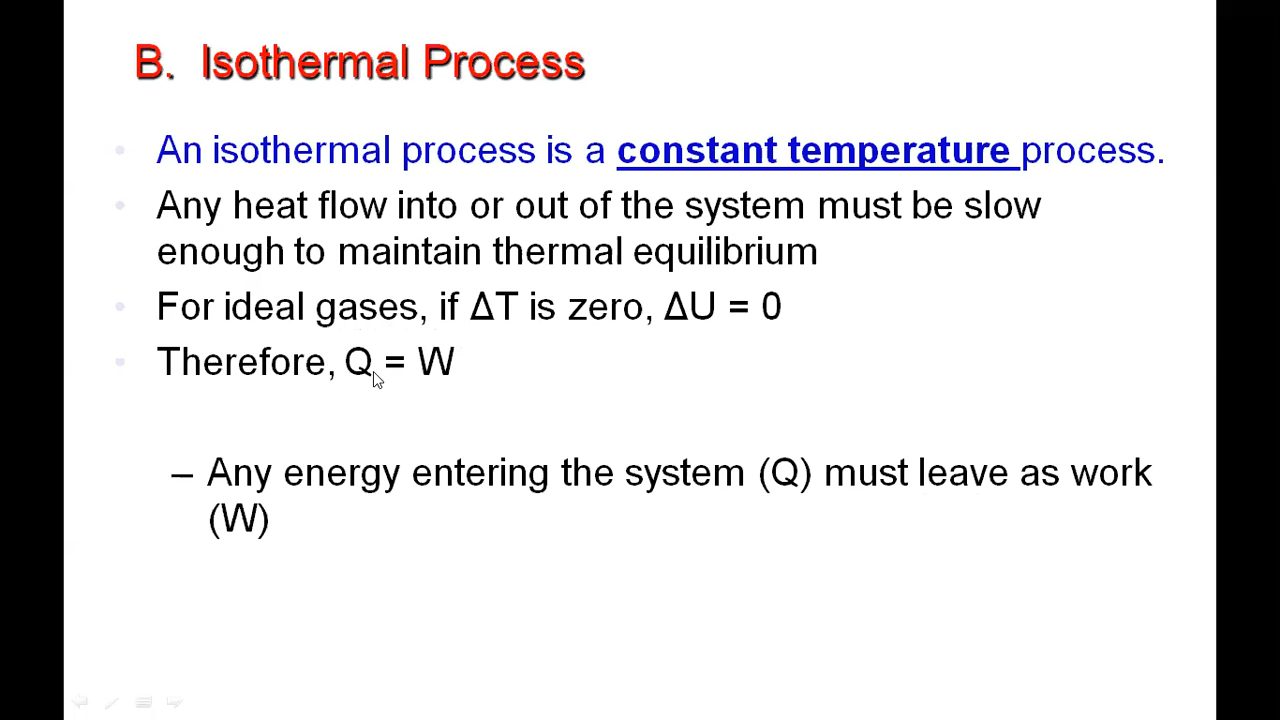 B. Isothermal Process
• An isothermal process is a constant temperature process.
• Any heat flow into or out of the system must be slow
enough to maintain thermal equilibrium
• For ideal gases, if ΔT is zero, ΔU = 0
• Therefore, Q = W
– Any energy entering the system (Q) must leave as work
(W)